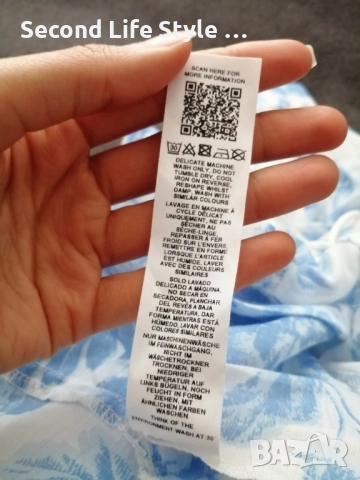 Second Life Style ...
SCAN HERE FOR
MORE INFORMATION
30
DELICATE MACHINE
WASH ONLY, DO NOT
TUMBLE DRY, COOL
IRON ON REVERSE,
RESHAPE WHILST
DAMP, WASH WITH
SIMILAR COLOURS
LAVAGE EN MACHINE À
CYCLE DÉLICAT
UNIQUEMENT, NE PAS
SÉCHER AU
SÈCHE-LINGE,
REPASSER À FER
FROID SUR L'ENVERS,
REMETTRE EN FORME
LORSQUE L'ARTICLE
EST HUMIDE, LAVER
AVEC DES COULEURS
SIMILAIRES
SOLO LAVADO
DELICADO A MÁQUINA,
NO SECAR EN
SECADORA, PLANCHAR
DEL REVÉS A BAJA
TEMPERATURA, DAR
FORMA MIENTRAS ESTÁ
HÚMEDO, LAVAR CON
COLORES SIMILARES
NUR MASCHINENWÄSCHE
IM FEINWASCHGANG,
NICHT IM
WÄSCHETROCKNER
TROCKNEN, BEI
NIEDRIGER
TEMPERATUR AUF
LINKS BÜGELN, NOCH
FEUCHT IN FORM
ZIEHEN, MIT
ÄHNLICHEN FARBEN
WASCHEN
THINK OF THE
ENVIRONMENT WASH AT 30
BAZAR